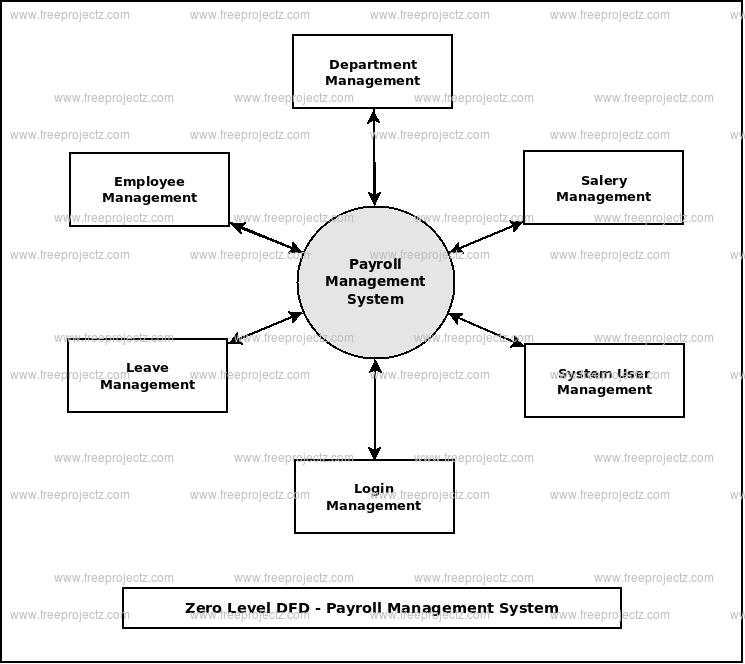 Department
Management
Employee
Management
Salery
Management
Payroll
Management
System
Leave
Management
System User
Management
Login
Management
Zero Level DFD - Payroll Management System
www.freeprojectz.com